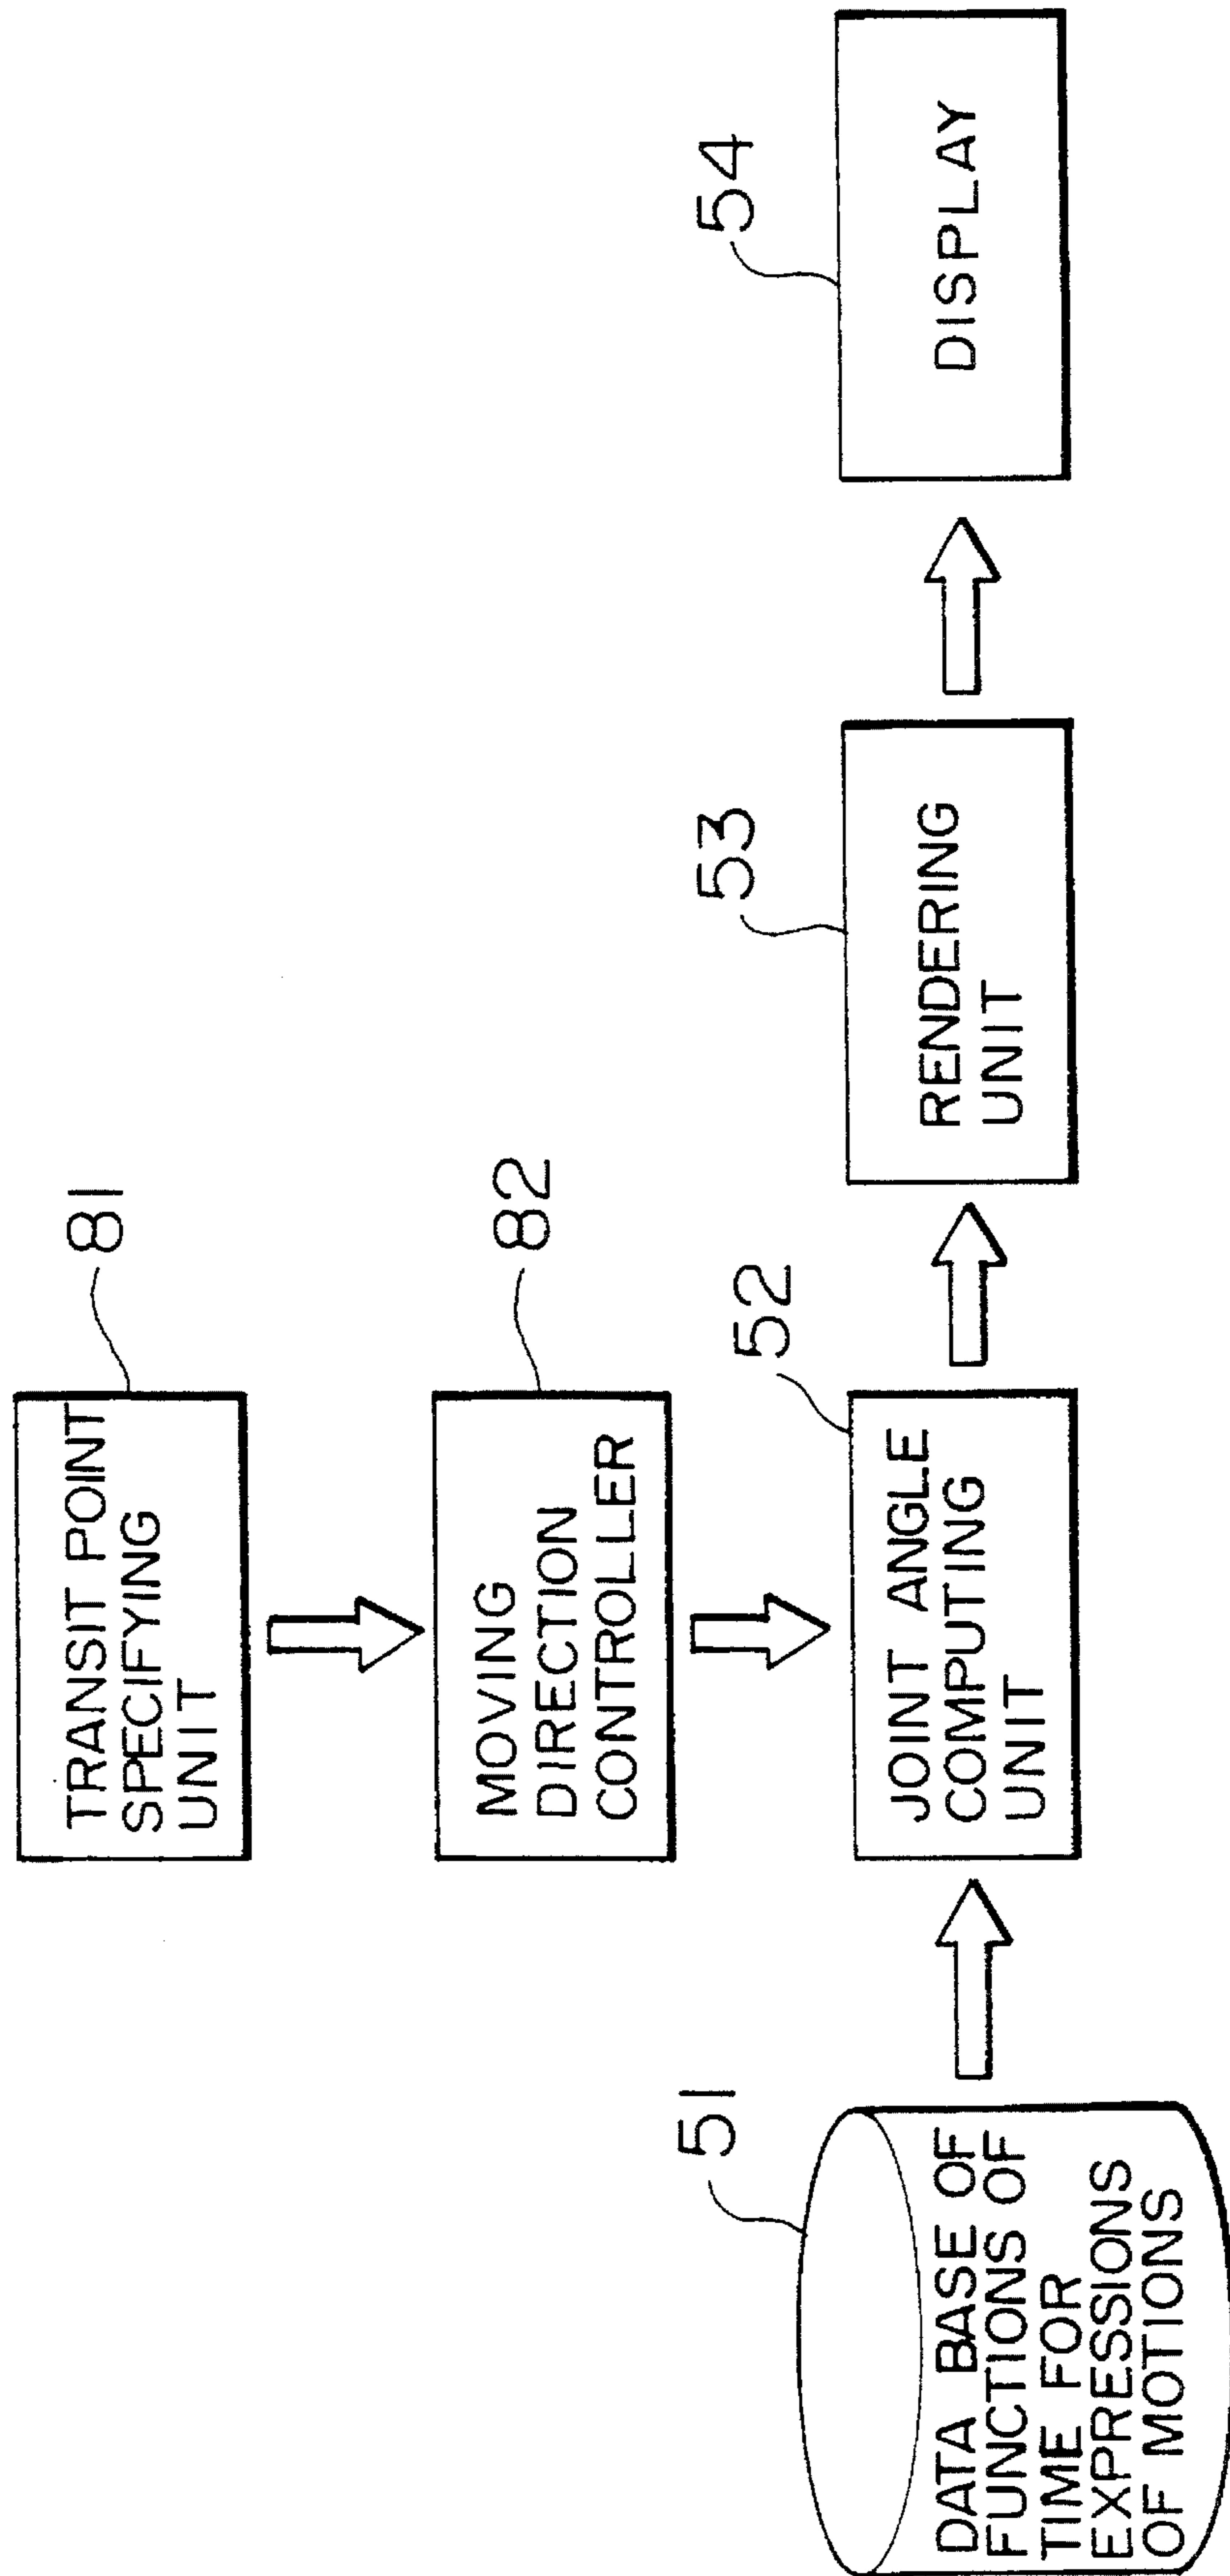 81
TRANSIT POINT
SPECIFYING
UNIT
82
MOVING
DIRECTION
CONTROLLER
51
DATA BASE OF
FUNCTIONS OF
TIME FOR
EXPRESSIONS
OF MOTIONS
52
JOINT ANGLE
COMPUTING
UNIT
53
RENDERING
UNIT
54
DISPLAY